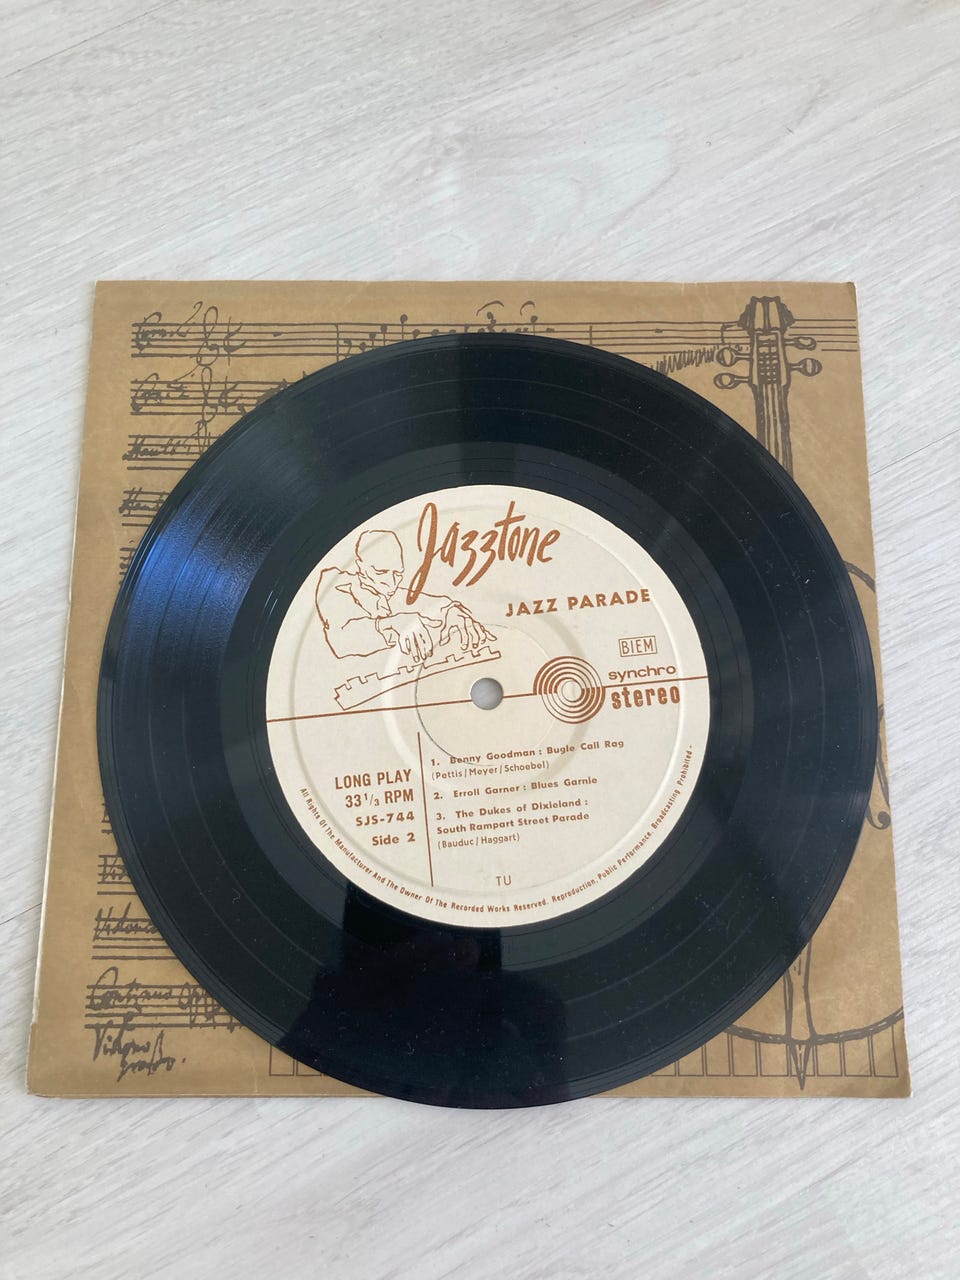 Jazztone
JAZZ PARADE
BIEM
synchro
stereo
LONG PLAY
33 1/3 RPM
SJS-744
Side 2
1. Benny Goodman : Bugle Call Rag
(Pettis/Meyer/Schoebel)
2. Erroll Garner : Blues Garnie
3. The Dukes of Dixieland :
South Rampart Street Parade
(Bauduc/Haggart)
TU
All Rights Of The Manufacturer And The Owner Of The Recorded Works Reserved. Reproduction, Public Performance, Broadcasting Prohibited -